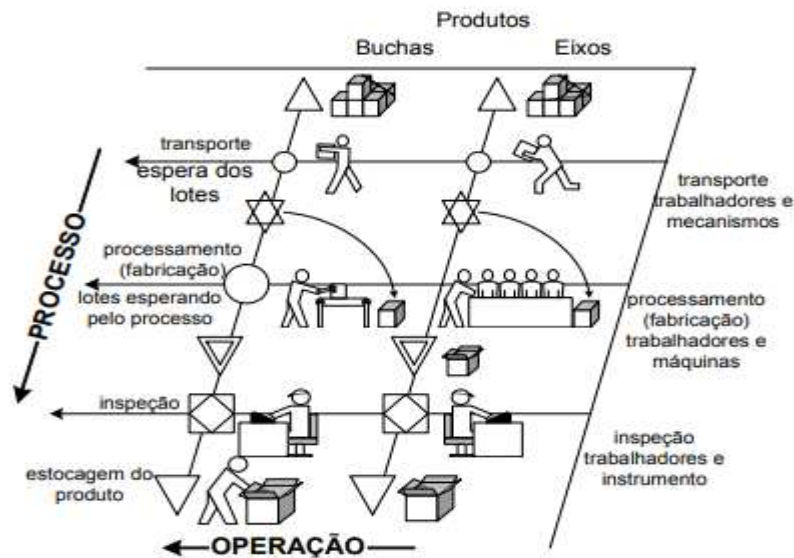 Produtos
Buchas
Eixos
transporte
espera dos
lotes
transporte
trabalhadores e
mecanismos
PROCESSO
processamento
(fabricação)
lotes esperando
pelo processo
processamento
(fabricação)
trabalhadores e
máquinas
inspeção
inspeção
trabalhadores e
instrumento
estocagem do
produto
OPERAÇÃO